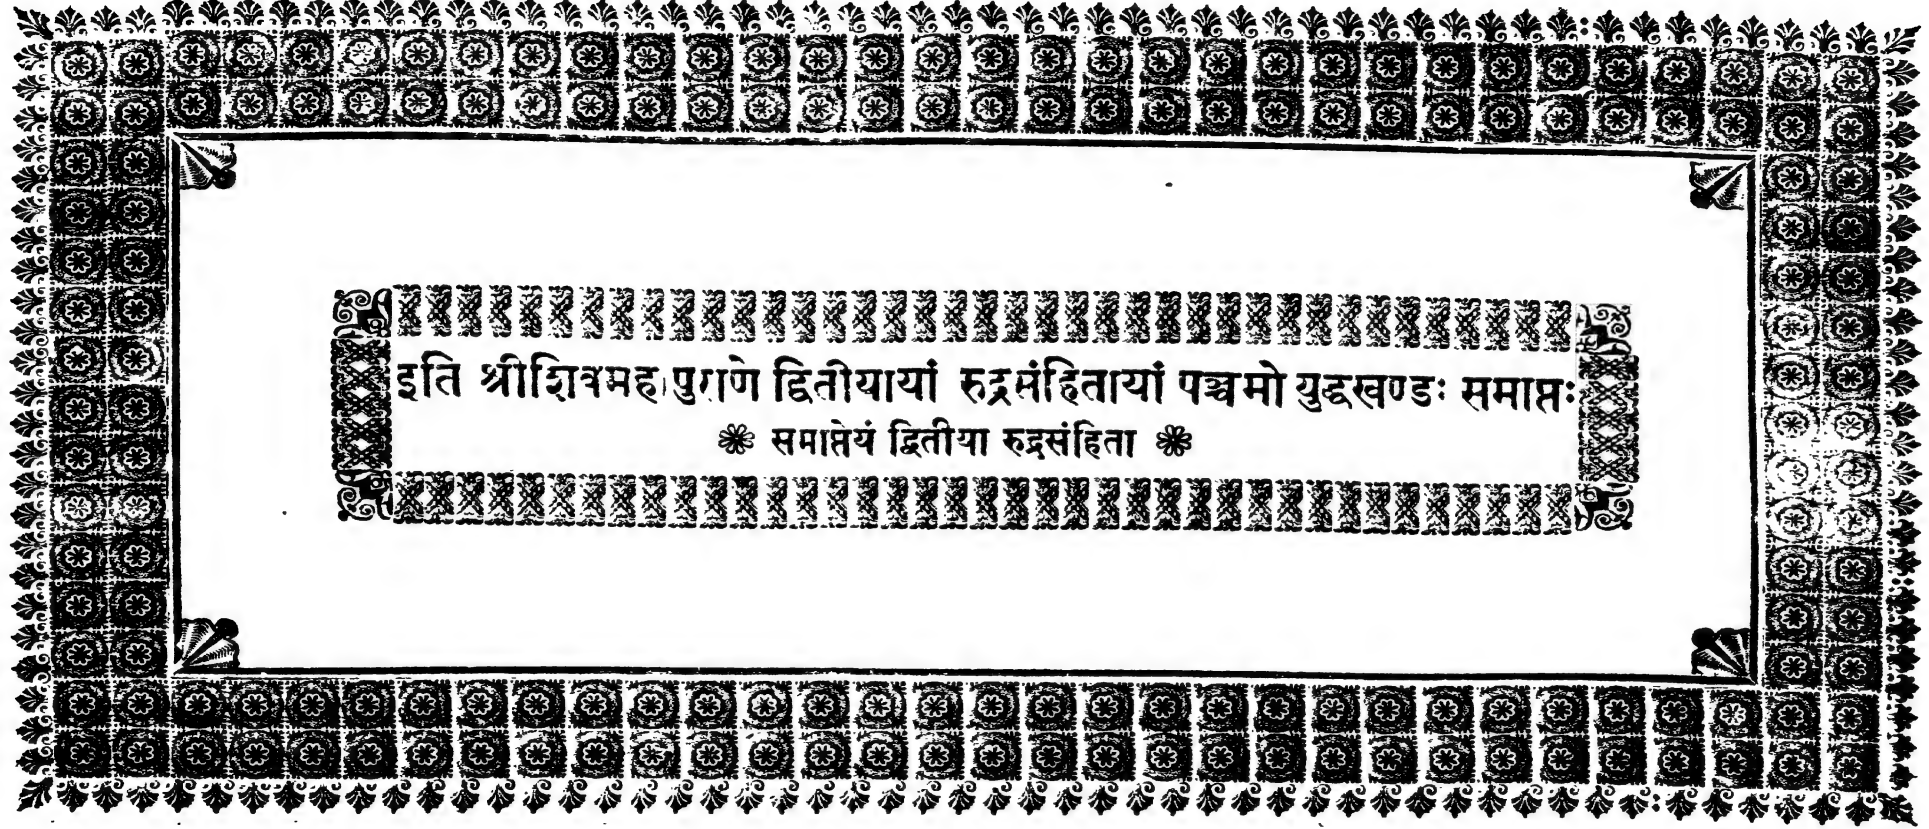 इति श्रीशिवमहापुराणे द्वितीयायां रुद्रसंहितायां पञ्चमो युद्धखण्डः समाप्तः
समाप्तेयं द्वितीया रुद्रसंहिता